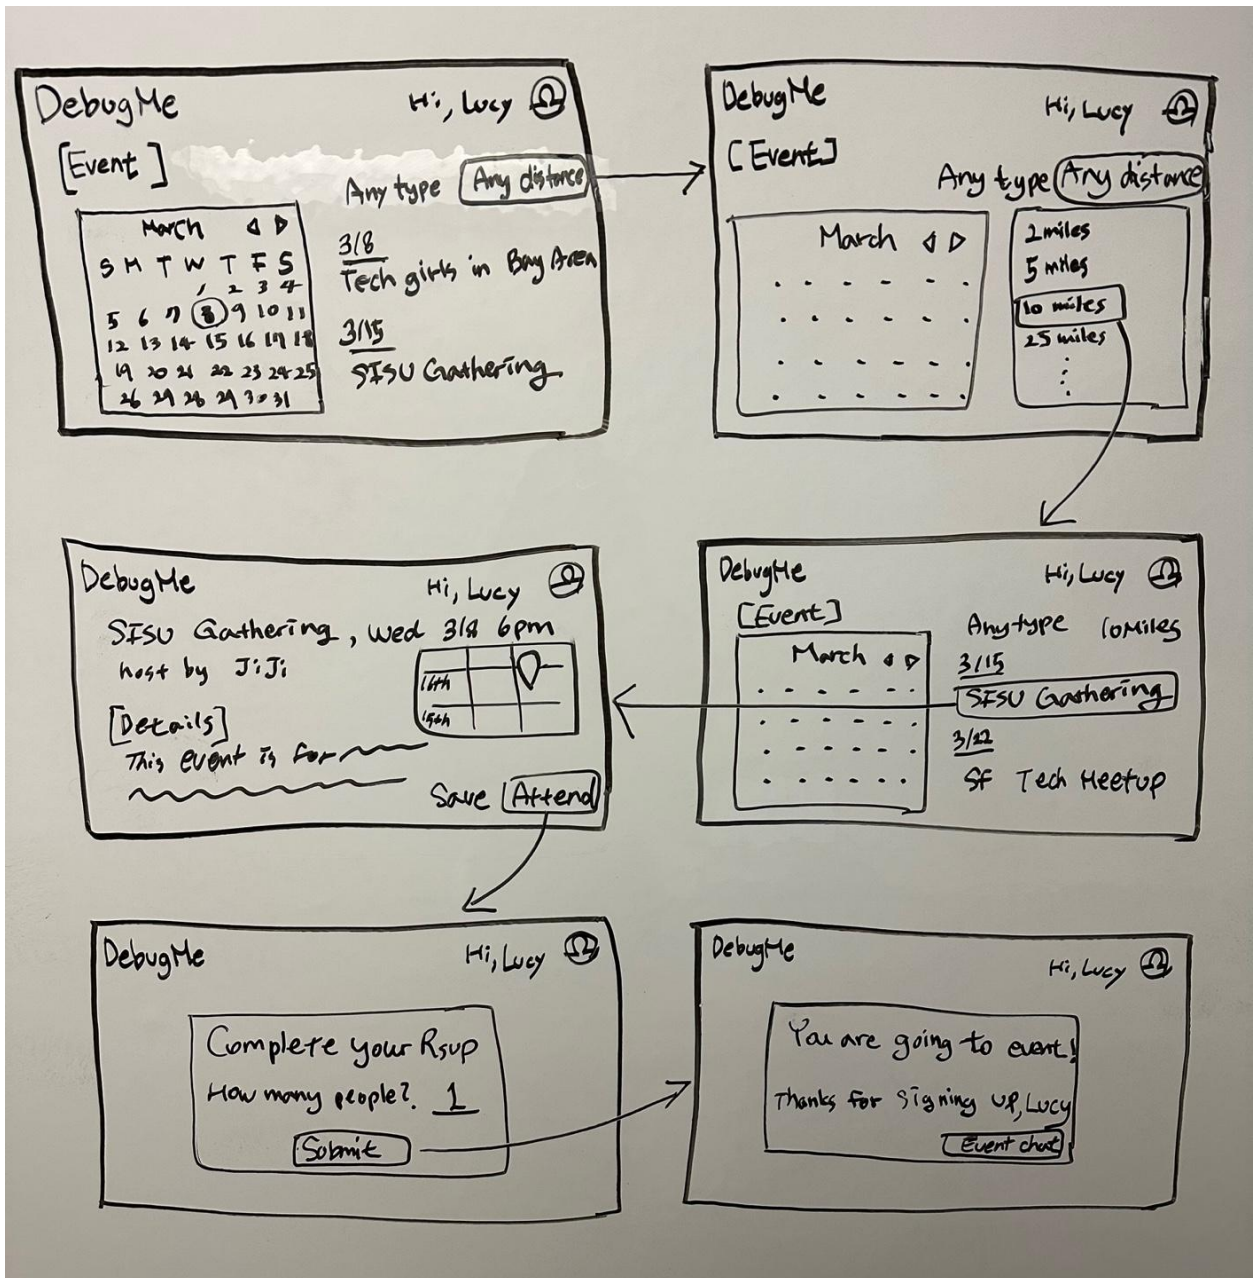 DebugMe
Hi, Lucy
[Event]
Any type Any distance
March
S M T W T F S
1 2 3 4
5 6 7 8 9 10 11
12 13 14 15 16 17 18
19 20 21 22 23 24 25
26 29 28 29 30 31
3/8
Tech girls in Bay Area
3/15
SISU Gathering
DebugMe
Hi, Lucy
[Event]
Any type Any distance
March
2 miles
5 miles
10 miles
25 miles
DebugMe
Hi, Lucy
[Event]
Any type 10 Miles
March
3/15
SISU Gathering
3/22
Sf Tech Meetup
DebugMe
Hi, Lucy
SISU Gathering, Wed 3/8 6pm
host by JiJi
16th
15th
[Details]
This event is for
Save Attend
DebugMe
Hi, Lucy
Complete your Rsvp
How many people? 1
Submit
DebugMe
Hi, Lucy
You are going to event!
Thanks for signing up, Lucy
Event chat